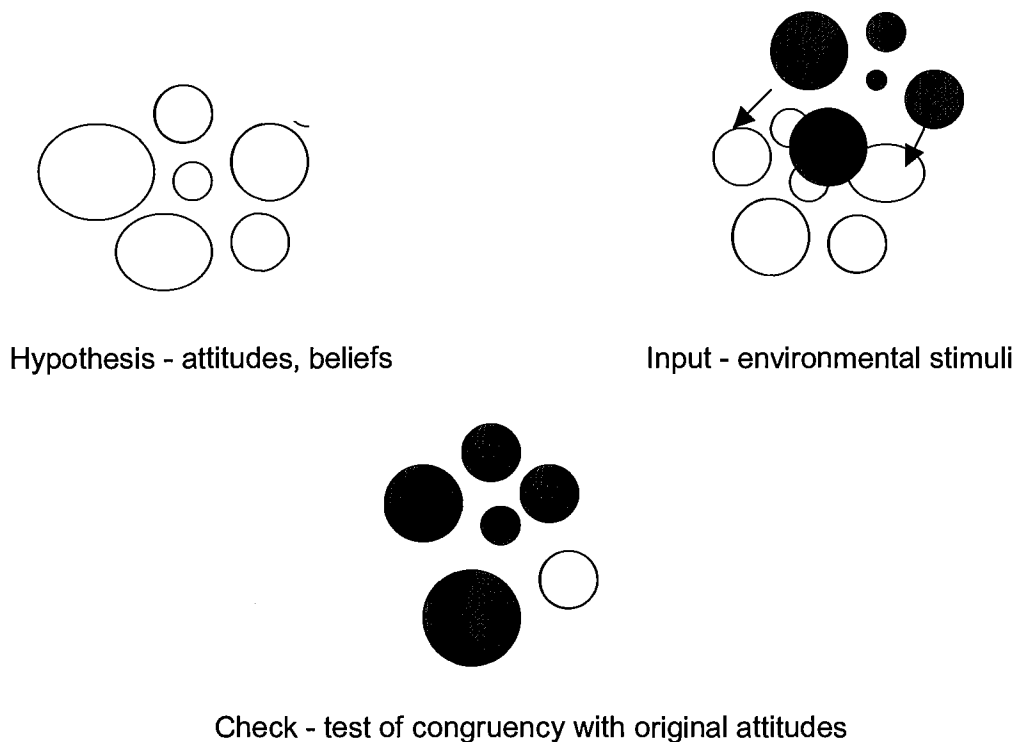 Hypothesis - attitudes, beliefs
Input - environmental stimuli
Check - test of congruency with original attitudes